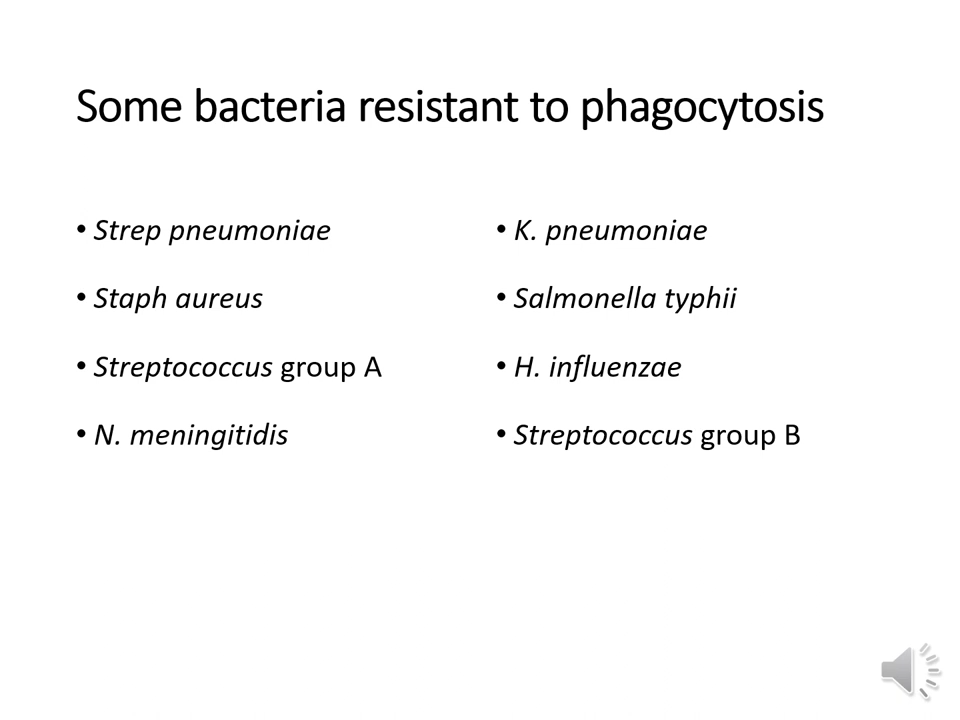 Some bacteria resistant to phagocytosis
• Strep pneumoniae
• Staph aureus
• Streptococcus group A
• N. meningitidis
• K. pneumoniae
• Salmonella typhii
• H. influenzae
• Streptococcus group B